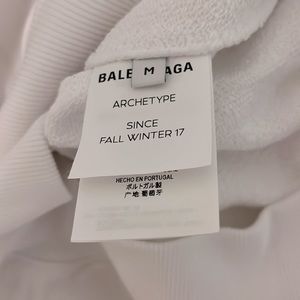 BALE AGA
M
ARCHETYPE
SINCE
FALL WINTER 17
HECHO EN PORTUGAL
ポルトガル製
产地 葡萄牙